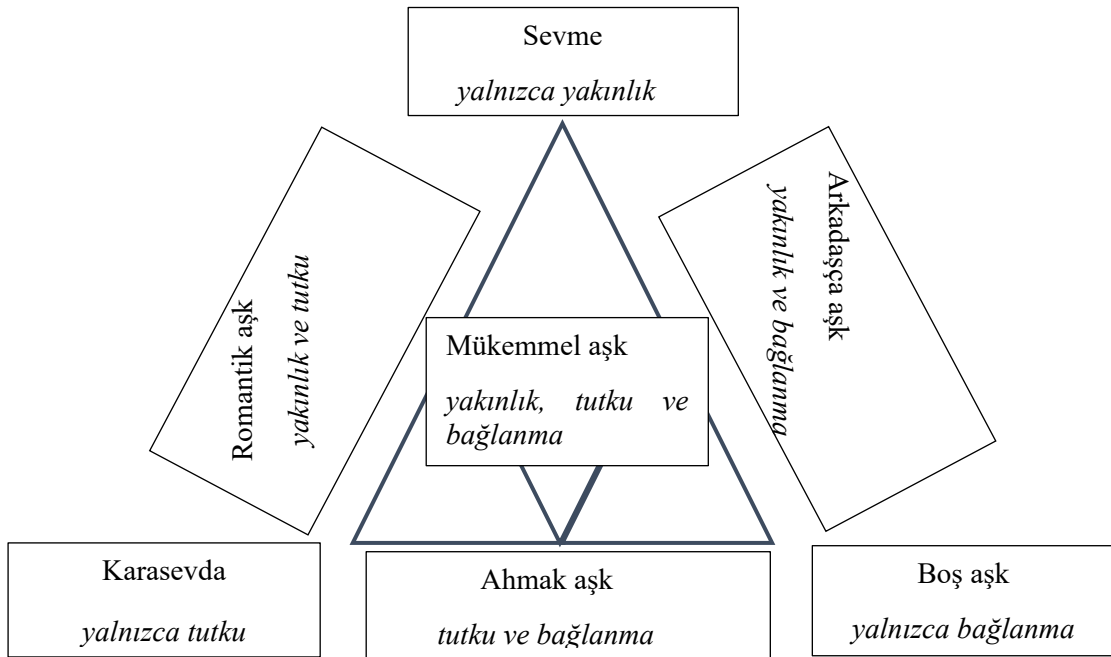 Sevme
yalnızca yakınlık
Romantik aşk
yakınlık ve tutku
Arkadaşça aşk
yakınlık ve bağlanma
Mükemmel aşk
yakınlık, tutku ve
bağlanma
Karasevda
yalnızca tutku
Ahmak aşk
tutku ve bağlanma
Boş aşk
yalnızca bağlanma